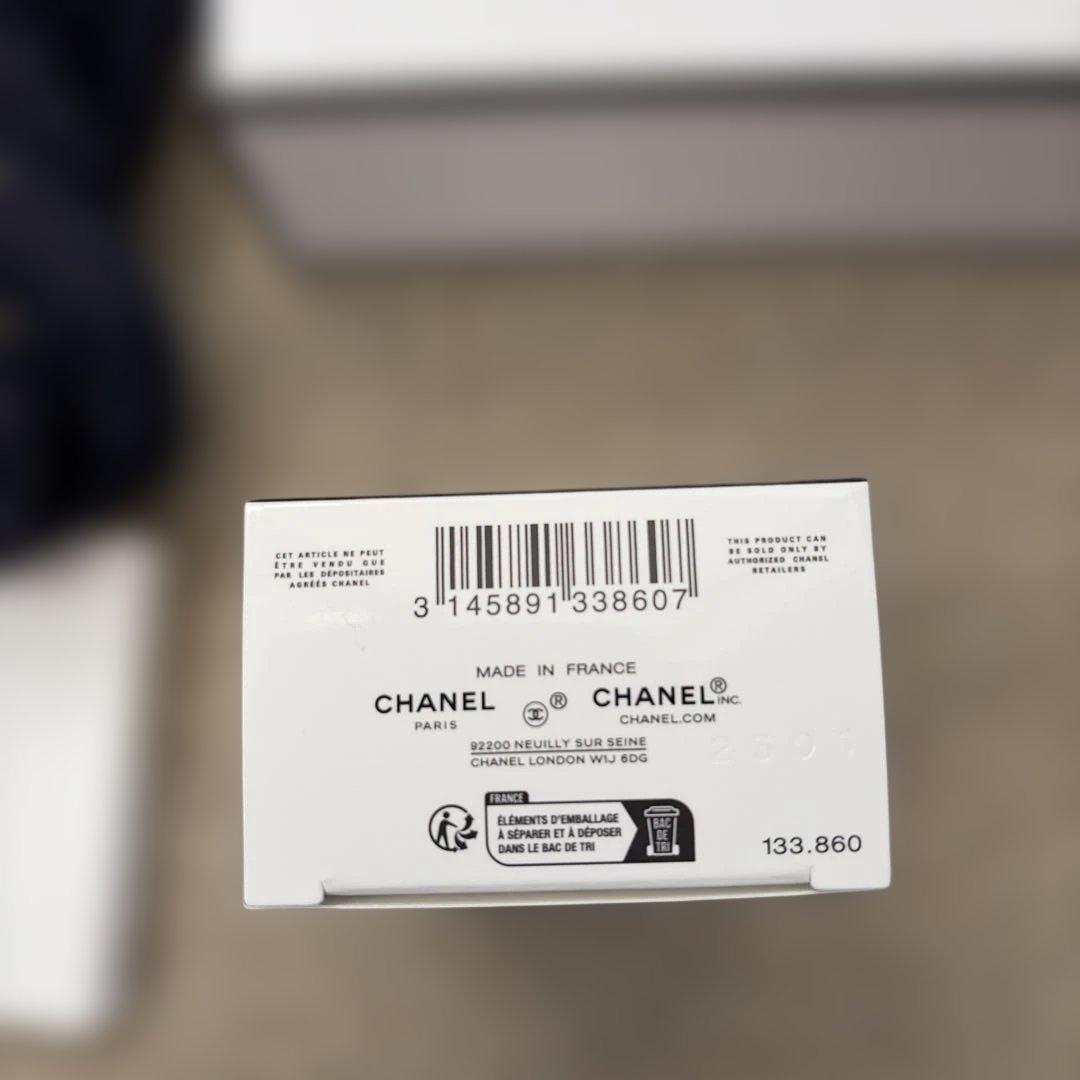 CET ARTICLE NE PEUT
ÊTRE VENDU QUE
PAR LES DÉPOSITAIRES
AGRÉÉS CHANEL
THIS PRODUCT CAN
BE SOLD ONLY BY
AUTHORIZED CHANEL
RETAILERS
3 145891 338607
MADE IN FRANCE
CHANEL ® CHANEL® INC.
PARIS CHANEL.COM
92200 NEUILLY SUR SEINE
CHANEL LONDON W1J 6DG
FRANCE
ÉLÉMENTS D'EMBALLAGE
À SÉPARER ET À DÉPOSER
DANS LE BAC DE TRI
BAC
DE
TRI
133.860